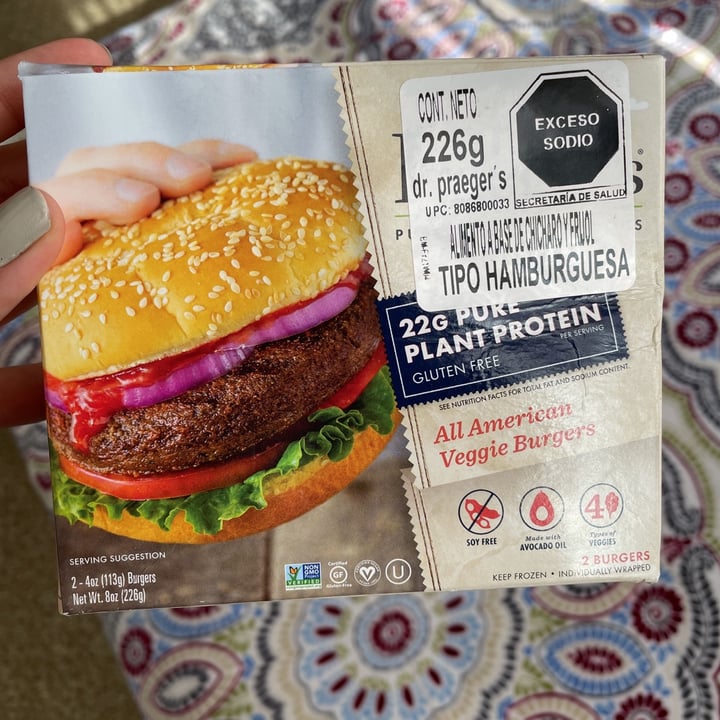 CONT. NETO
226g
dr. praeger's
UPC: 8086800033
EXCESO
SODIO
SECRETARÍA DE SALUD
ALIMENTO A BASE DE CHICHARO Y FRIJOL
TIPO HAMBURGUESA
22G PURE
PLANT PROTEIN
PER SERVING
GLUTEN FREE
SEE NUTRITION FACTS FOR TOTAL FAT AND SODIUM CONTENT.
All American
Veggie Burgers
SOY FREE
Made with
AVOCADO OIL
4
Types of
VEGGIES
2 BURGERS
KEEP FROZEN • INDIVIDUALLY WRAPPED
SERVING SUGGESTION
2 - 4oz (113g) Burgers
Net Wt. 8oz (226g)
NON
GMO
Project
VERIFIED
Certified
GF
Gluten-Free
U